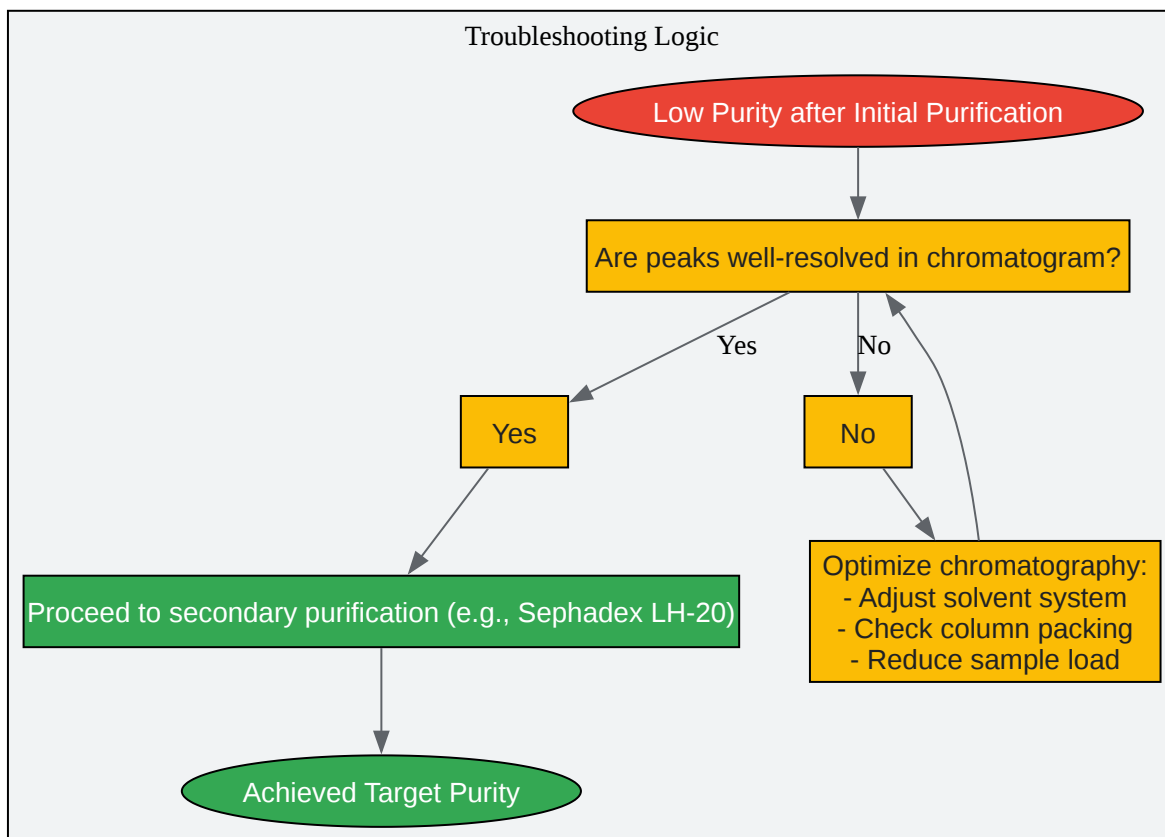 Troubleshooting Logic
Low Purity after Initial Purification
Are peaks well-resolved in chromatogram?
Yes
No
Yes
No
Optimize chromatography:
- Adjust solvent system
- Check column packing
- Reduce sample load
Proceed to secondary purification (e.g., Sephadex LH-20)
Achieved Target Purity